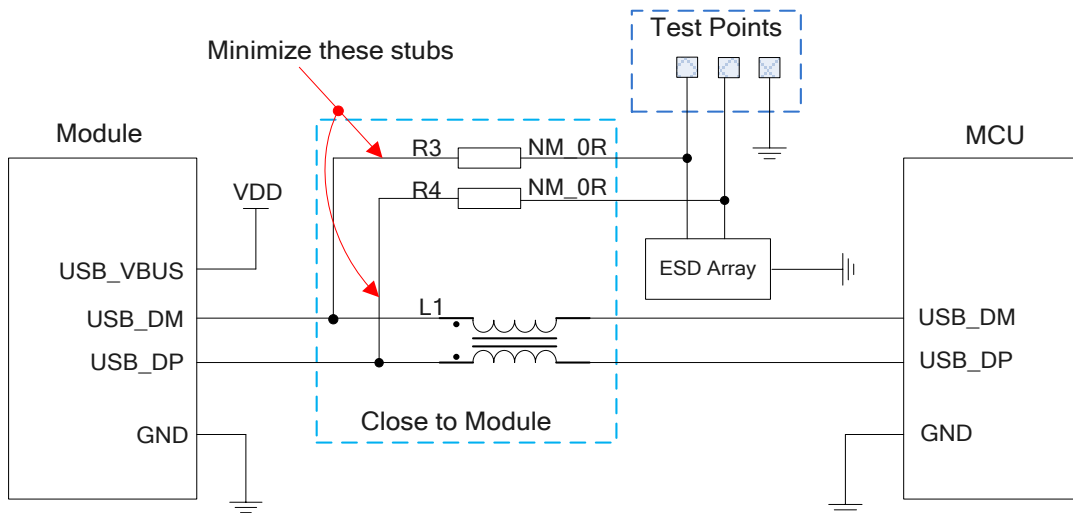 Test Points
Minimize these stubs
Module
MCU
R3
NM_0R
VDD
R4
NM_0R
USB_VBUS
ESD Array
L1
USB_DM
USB_DM
USB_DP
USB_DP
Close to Module
GND
GND